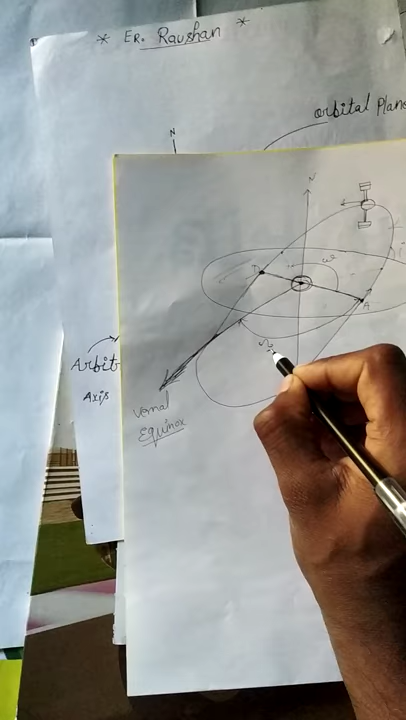 * ER. Raushan *
orbital Plane
N
N
ω
A
Ω
Arbit
Axis
Vernal
Equinox